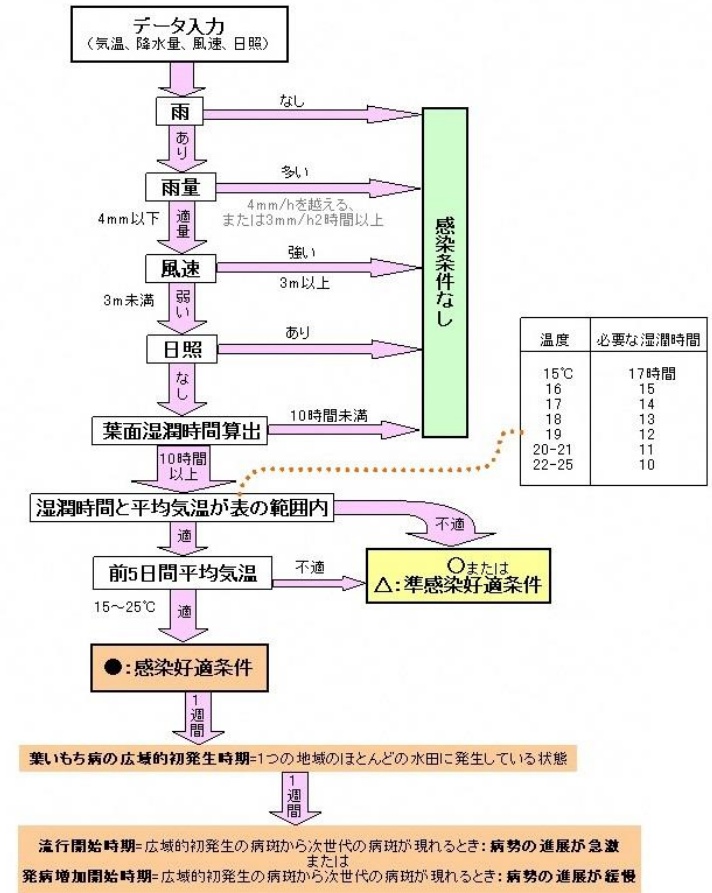 データ入力
（気温、降水量、風速、日照）
雨
なし
あり
雨量
多い
4mm/hを越える、
または3mm/h2時間以上
4mm以下
適量
風速
強い
3m以上
3m未満
弱い
日照
あり
なし
葉面湿潤時間算出
10時間未満
10時間
以上
感染条件なし
温度 必要な湿潤時間
15℃ 17時間
16 15
17 14
18 13
19 12
20-21 11
22-25 10
湿潤時間と平均気温が表の範囲内
不適
適
前5日間平均気温
不適
○または
△：準感染好適条件
15～25℃
適
●：感染好適条件
1週間
葉いもち病の広域的初発生時期=1つの地域のほとんどの水田に発生している状態
1週間
流行開始時期=広域的初発生の病斑から次世代の病斑が現れるとき：病勢の進展が急激
または
発病増加開始時期=広域的初発生の病斑から次世代の病斑が現れるとき：病勢の進展が緩慢